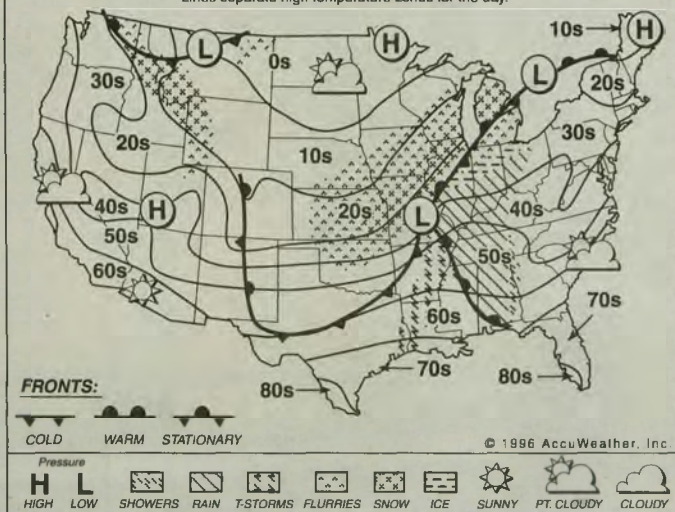 Lines separate high temperature zones for the day.
10s
H
L
H
L
0s
20s
30s
30s
20s
10s
20s
40s
H
50s
60s
L
40s
50s
60s
70s
70s
80s
80s
FRONTS:
COLD WARM STATIONARY
© 1996 AccuWeather, Inc.
Pressure
H L
HIGH LOW SHOWERS RAIN T-STORMS FLURRIES SNOW ICE SUNNY PT. CLOUDY CLOUDY